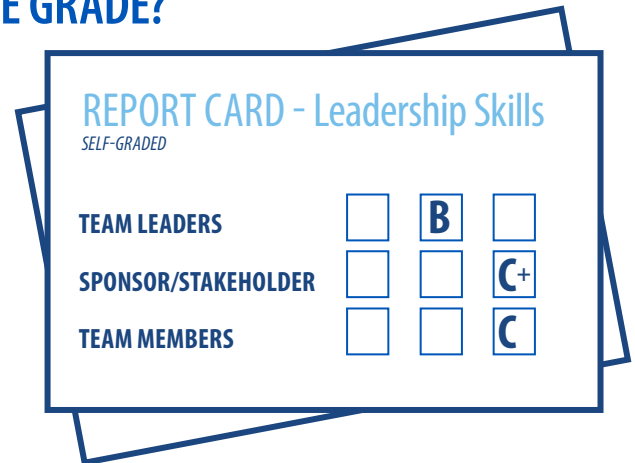 E GRADE?
REPORT CARD - Leadership Skills
SELF-GRADED
TEAM LEADERS B
SPONSOR/STAKEHOLDER C+
TEAM MEMBERS C